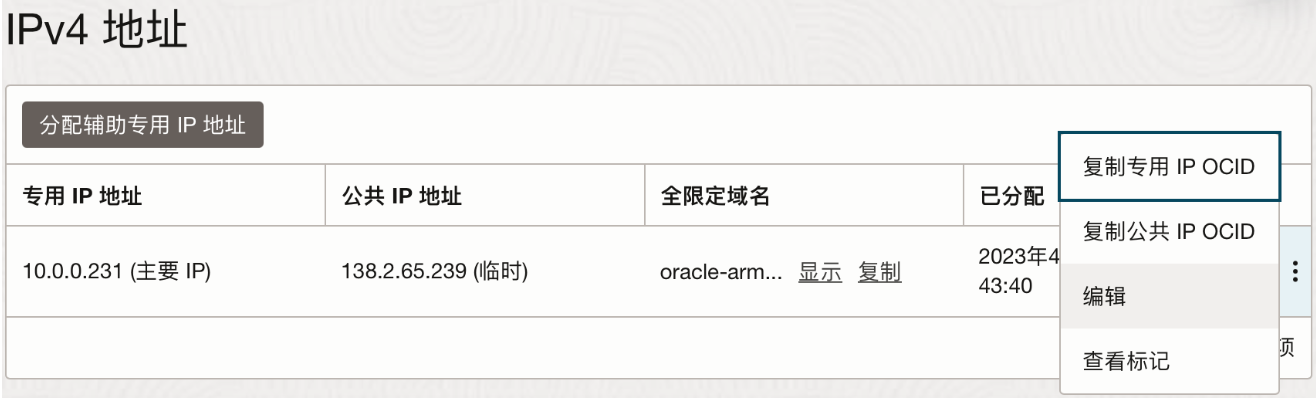 IPv4 地址
分配辅助专用 IP 地址
专用 IP 地址 公共 IP 地址 全限定域名 已分配
10.0.0.231 (主要 IP) 138.2.65.239 (临时) oracle-arm... 显示 复制 2023年4
43:40
项
复制专用 IP OCID
复制公共 IP OCID
编辑
查看标记